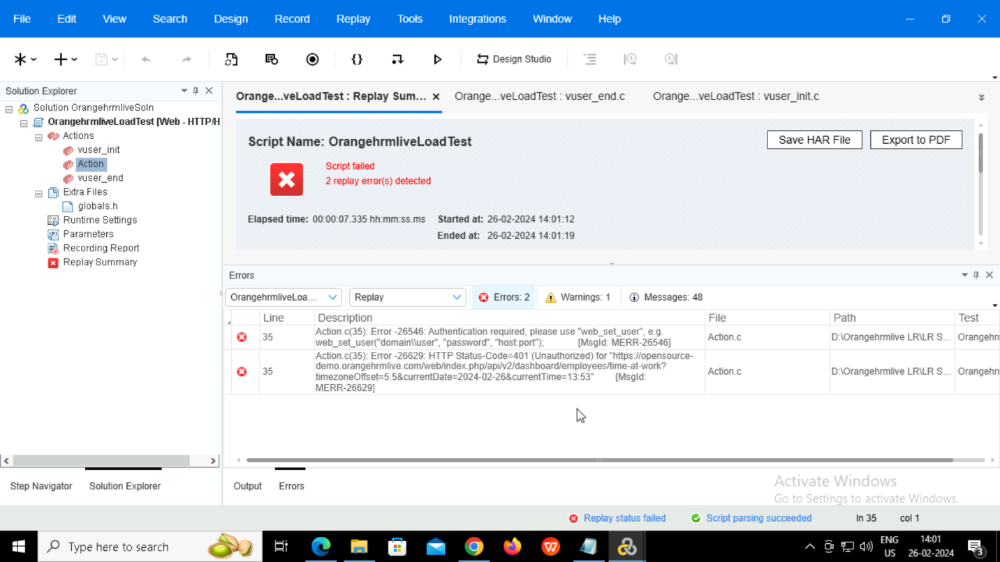 File Edit View Search Design Record Replay Tools Integrations Window Help
Design Studio
Solution Explorer
Solution OrangehrmliveSoln
OrangehrmliveLoadTest [Web - HTTP/H
Actions
vuser_init
Action
vuser_end
Extra Files
globals.h
Runtime Settings
Parameters
Recording Report
Replay Summary
Step Navigator Solution Explorer
Orange...veLoadTest : Replay Sum... Orange...veLoadTest : vuser_end.c Orange...veLoadTest : vuser_init.c
Script Name: OrangehrmliveLoadTest
Save HAR File Export to PDF
Script failed
2 replay error(s) detected
Elapsed time: 00:00:07.335 hh:mm:ss.ms Started at: 26-02-2024 14:01:12
Ended at: 26-02-2024 14:01:19
Errors
OrangehrmliveLoa... Replay Errors: 2 Warnings: 1 Messages: 48
Line Description File Path Test
35 Action.c(35): Error -26546: Authentication required, please use "web_set_user", e.g.
web_set_user("domain\\user", "password", "host:port"); [MsgId: MERR-26546] Action.c D:\Orangehrmlive LR\LR S... Orangehrn
35 Action.c(35): Error -26629: HTTP Status-Code=401 (Unauthorized) for "https://opensource-
demo.orangehrmlive.com/web/index.php/api/v2/dashboard/employees/time-at-work?
timezoneOffset=5.5&currentDate=2024-02-26&currentTime=13:53" [MsgId:
MERR-26629] Action.c D:\Orangehrmlive LR\LR S... Orangehrn
Output Errors
Activate Windows
Go to Settings to activate Windows.
Replay status failed Script parsing succeeded ln 35 col 1
Type here to search
ENG
US
14:01
26-02-2024
3